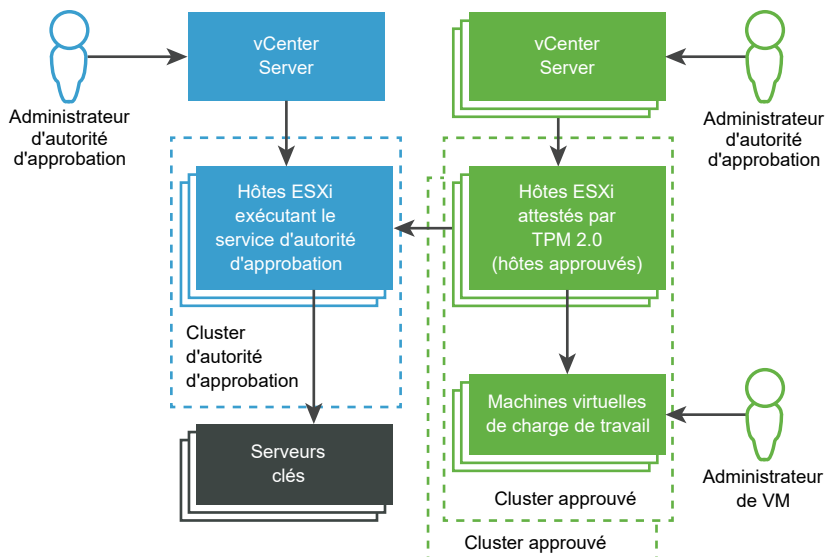 vCenter
Server
vCenter
Server
Administrateur
d'autorité
d'approbation
Administrateur
d'autorité
d'approbation
Hôtes ESXi
exécutant le
service d'autorité
d'approbation
Hôtes ESXi
attestés par
TPM 2.0
(hôtes approuvés)
Cluster
d'autorité
d'approbation
Machines virtuelles
de charge de travail
Serveurs
clés
Administrateur
de VM
Cluster approuvé
Cluster approuvé